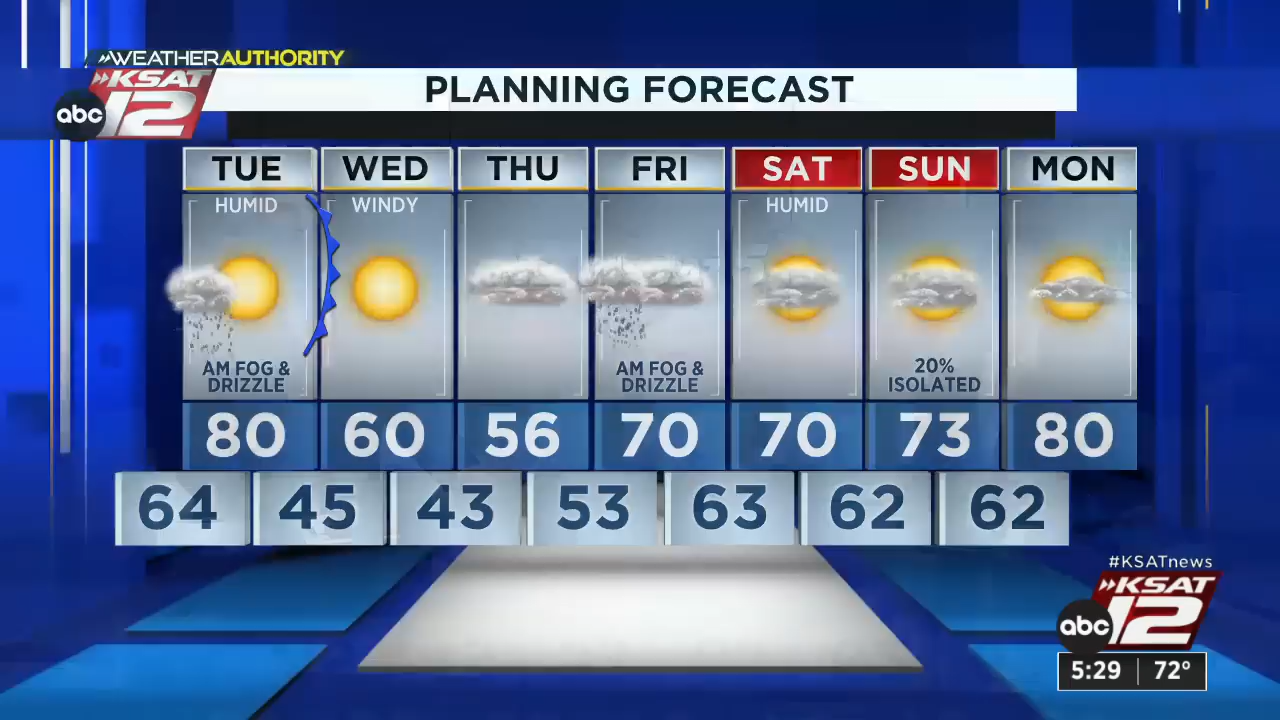 »WEATHERAUTHORITY
»KSAT
abc 12
PLANNING FORECAST
TUE WED THU FRI SAT SUN MON
HUMID WINDY HUMID
AM FOG & DRIZZLE AM FOG & DRIZZLE 20% ISOLATED
80 60 56 70 70 73 80
64 45 43 53 63 62 62
#KSATnews
»KSAT
abc 12
5:29 72°